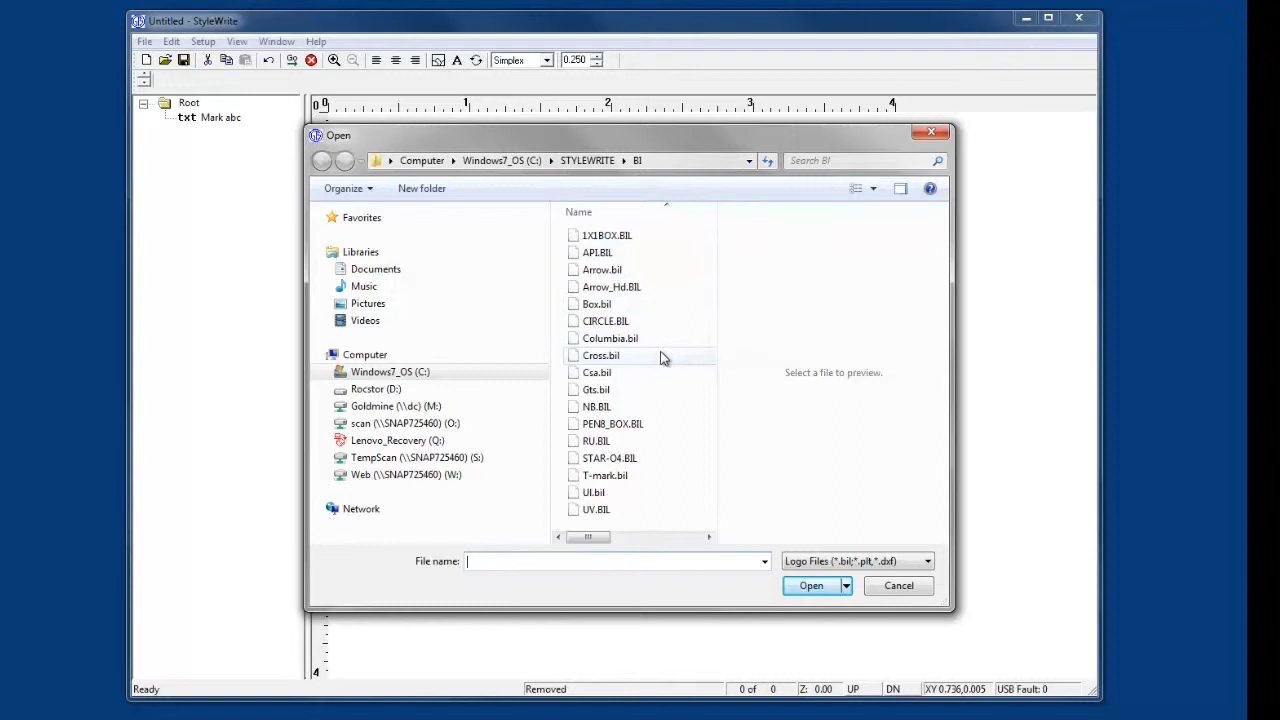 Untitled - StyleWrite
File Edit Setup View Window Help
Simplex 0.250
Root
txt Mark abc
0 0 1 2 3 4
Open
Computer Windows7_OS (C:) STYLEWRITE BI Search BI
Organize New folder
Favorites
Libraries
Documents
Music
Pictures
Videos
Computer
Windows7_OS (C:)
Rocstor (D:)
Goldmine (\\dc) (M:)
scan (\\SNAP725460) (O:)
Lenovo_Recovery (Q:)
TempScan (\\SNAP725460) (S:)
Web (\\SNAP725460) (W:)
Network
Name
1X1BOX.BIL
API.BIL
Arrow.bil
Arrow_Hd.BIL
Box.bil
CIRCLE.BIL
Columbia.bil
Cross.bil
Csa.bil
Gts.bil
NB.BIL
PEN8_BOX.BIL
RU.BIL
STAR-O4.BIL
T-mark.bil
Ul.bil
UV.BIL
Select a file to preview.
File name: Logo Files (*.bil;*.plt,*.dxf)
Open Cancel
4
Ready Removed 0 of 0 Z: 0.00 UP DN XY 0.736,0.005 USB Fault: 0